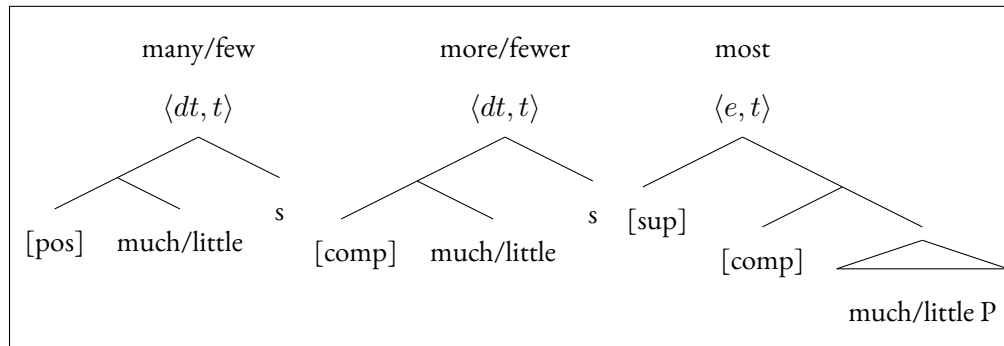 many/few more/fewer most
⟨dt, t⟩ ⟨dt, t⟩ ⟨e, t⟩
[pos] much/little s [comp] much/little s [sup] [comp] much/little P